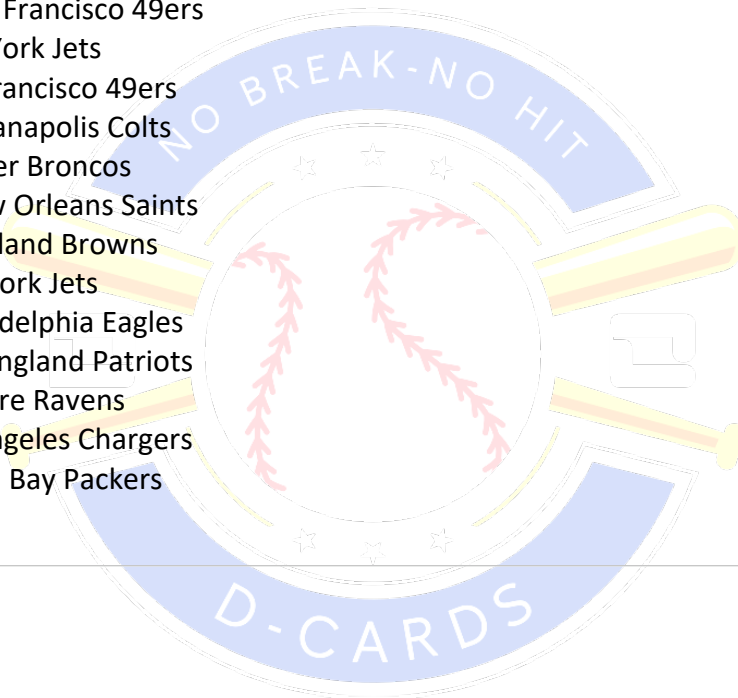 Francisco 49ers
York Jets
rancisco 49ers
anapolis Colts
er Broncos
Orleans Saints
land Browns
ork Jets
delphia Eagles
ngland Patriots
re Ravens
ngeles Chargers
Bay Packers
NO BREAK-NO HIT
D-CARDS